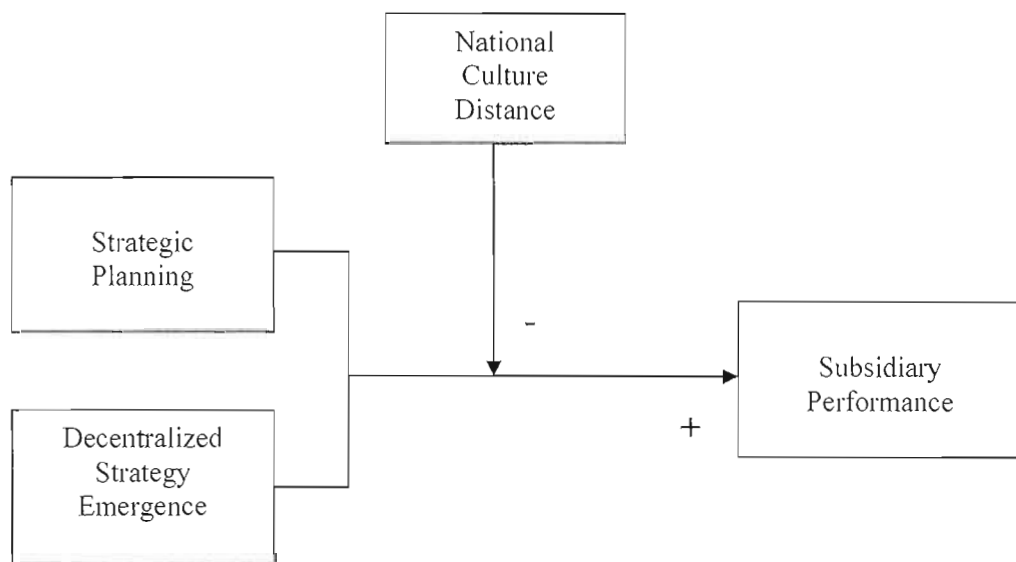 National
Culture
Distance
Strategic
Planning
-
Subsidiary
Performance
+
Decentralized
Strategy
Emergence